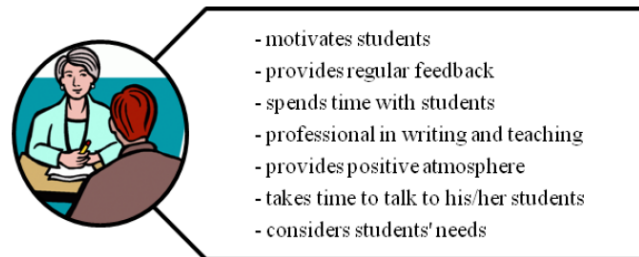 - motivates students
- provides regular feedback
- spends time with students
- professional in writing and teaching
- provides positive atmosphere
- takes time to talk to his/her students
- considers students' needs